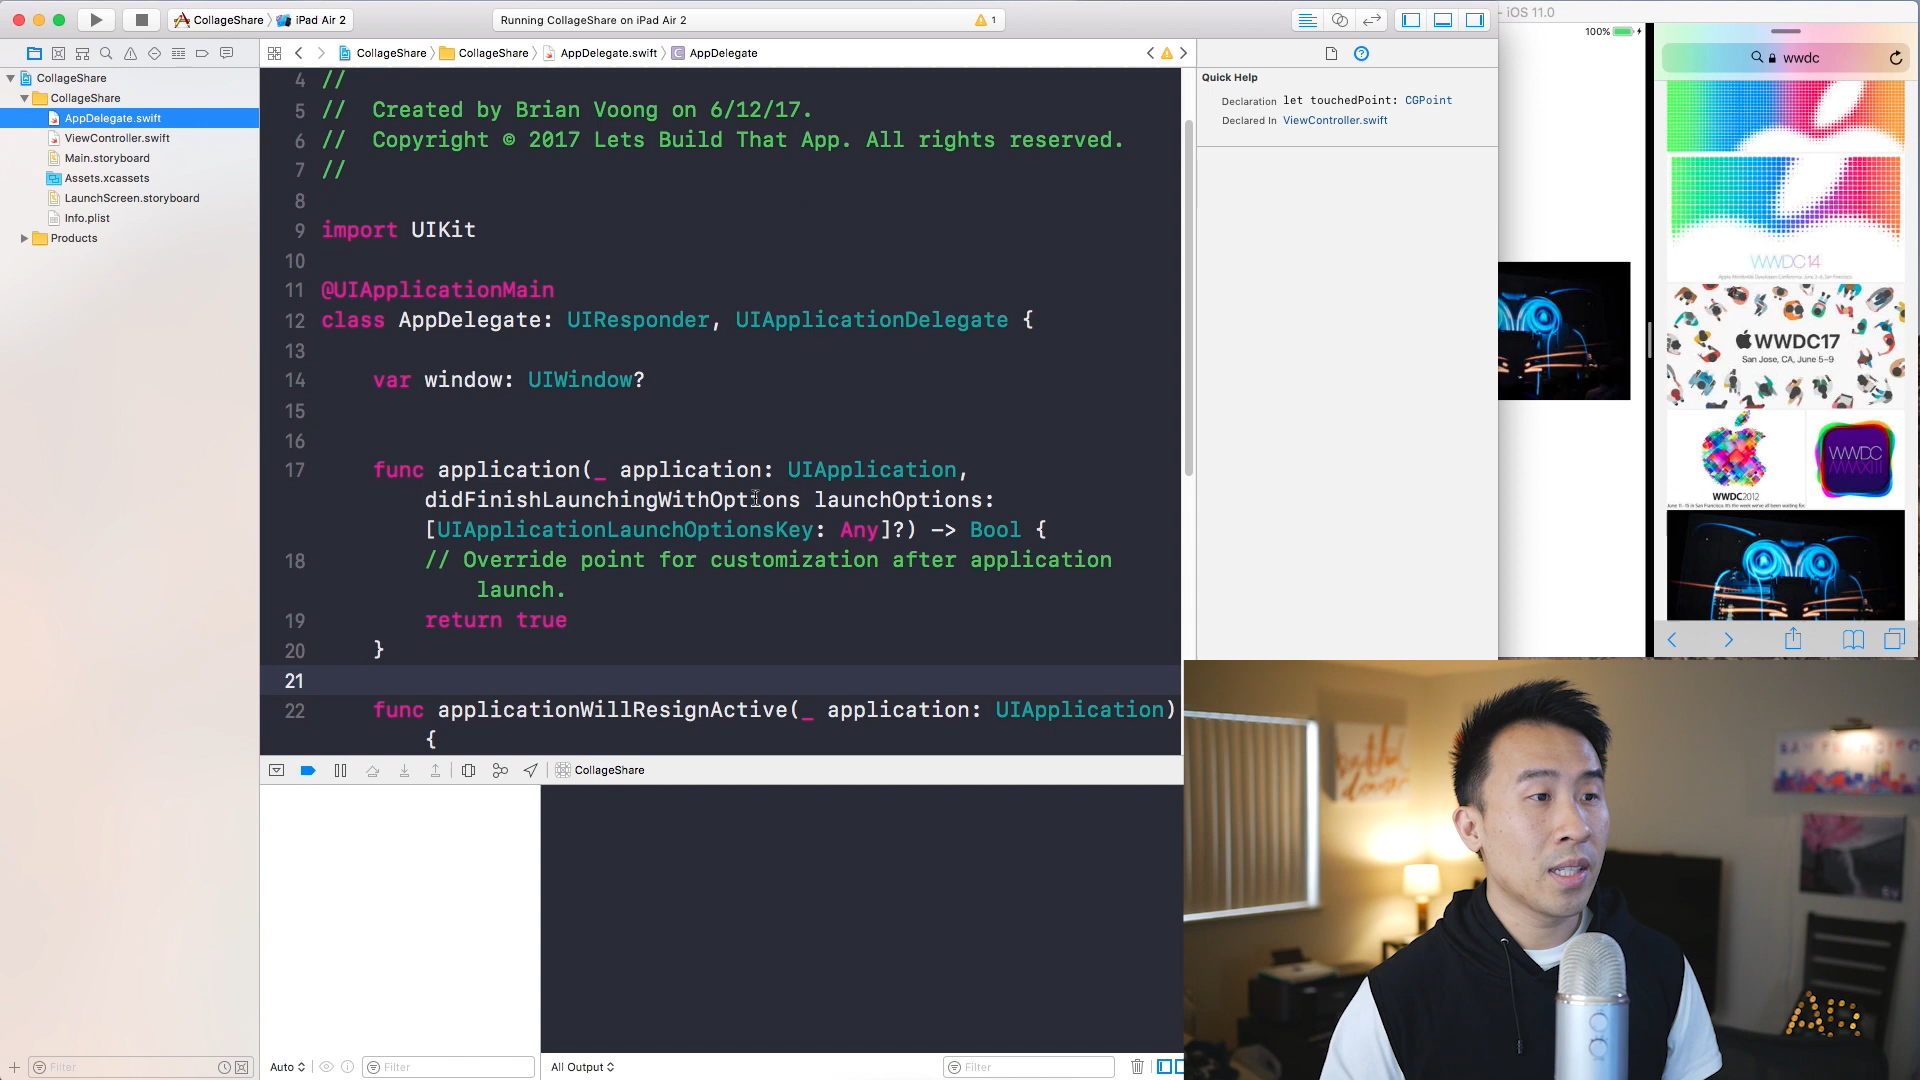 CollageShare
iPad Air 2
Running CollageShare on iPad Air 2
1
iOS 11.0
100%
CollageShare
CollageShare
AppDelegate.swift
AppDelegate
wwdc
CollageShare
CollageShare
AppDelegate.swift
ViewController.swift
Main.storyboard
Assets.xcassets
LaunchScreen.storyboard
Info.plist
Products
4 //
5 //  Created by Brian Voong on 6/12/17.
6 //  Copyright © 2017 Lets Build That App. All rights reserved.
7 //
8
9 import UIKit
10
11 @UIApplicationMain
12 class AppDelegate: UIResponder, UIApplicationDelegate {
13
14     var window: UIWindow?
15
16
17     func application(_ application: UIApplication,
didFinishLaunchingWithOptions launchOptions:
[UIApplicationLaunchOptionsKey: Any]?) -> Bool {
18         // Override point for customization after application
launch.
19         return true
20     }
21
22     func applicationWillResignActive(_ application: UIApplication)
{
Quick Help
Declaration let touchedPoint: CGPoint
Declared In ViewController.swift
WWDC14
WWDC17
San Jose, CA, June 5-9
WWDC2012
WWDC
CollageShare
Filter
Auto
Filter
All Output
Filter
SAN FRANCISCO